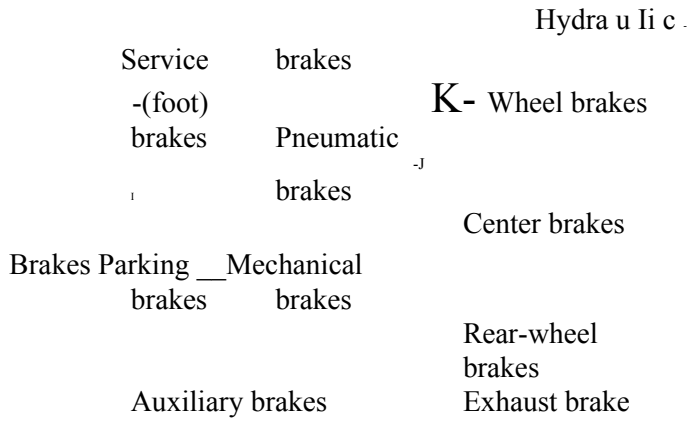 Hydra u Ii c -
Service brakes
-(foot) K- Wheel brakes
brakes Pneumatic
-J
I brakes
Center brakes
Brakes Parking __Mechanical
brakes brakes
Rear-wheel
brakes
Auxiliary brakes Exhaust brake